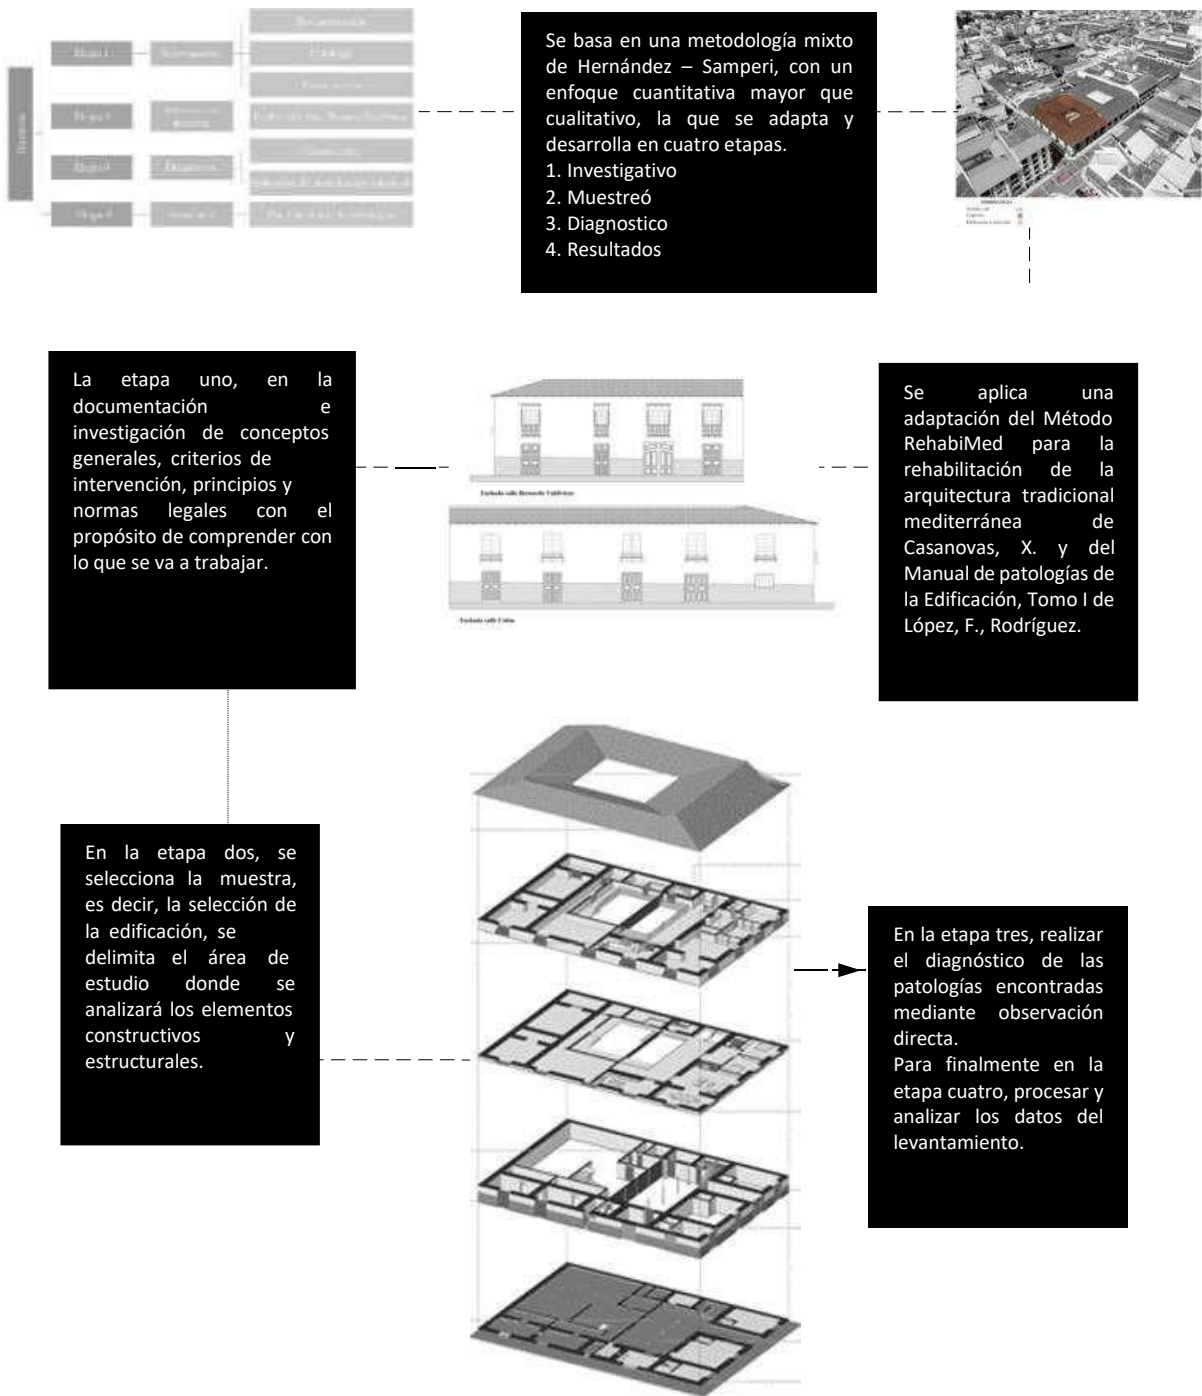 Se basa en una metodología mixto
de Hernández – Samperi, con un
enfoque cuantitativa mayor que
cualitativo, la que se adapta y
desarrolla en cuatro etapas.
1. Investigativo
2. Muestreó
3. Diagnostico
4. Resultados
La etapa uno, en la
documentación e
investigación de conceptos
generales, criterios de
intervención, principios y
normas legales con el
propósito de comprender con
lo que se va a trabajar.
Se aplica una
adaptación del Método
RehabiMed para la
rehabilitación de la
arquitectura tradicional
mediterránea de
Casanovas, X. y del
Manual de patologías de
la Edificación, Tomo I de
López, F., Rodríguez.
En la etapa dos, se
selecciona la muestra,
es decir, la selección de
la edificación, se
delimita el área de
estudio donde se
analizará los elementos
constructivos y
estructurales.
En la etapa tres, realizar
el diagnóstico de las
patologías encontradas
mediante observación
directa.
Para finalmente en la
etapa cuatro, procesar y
analizar los datos del
levantamiento.